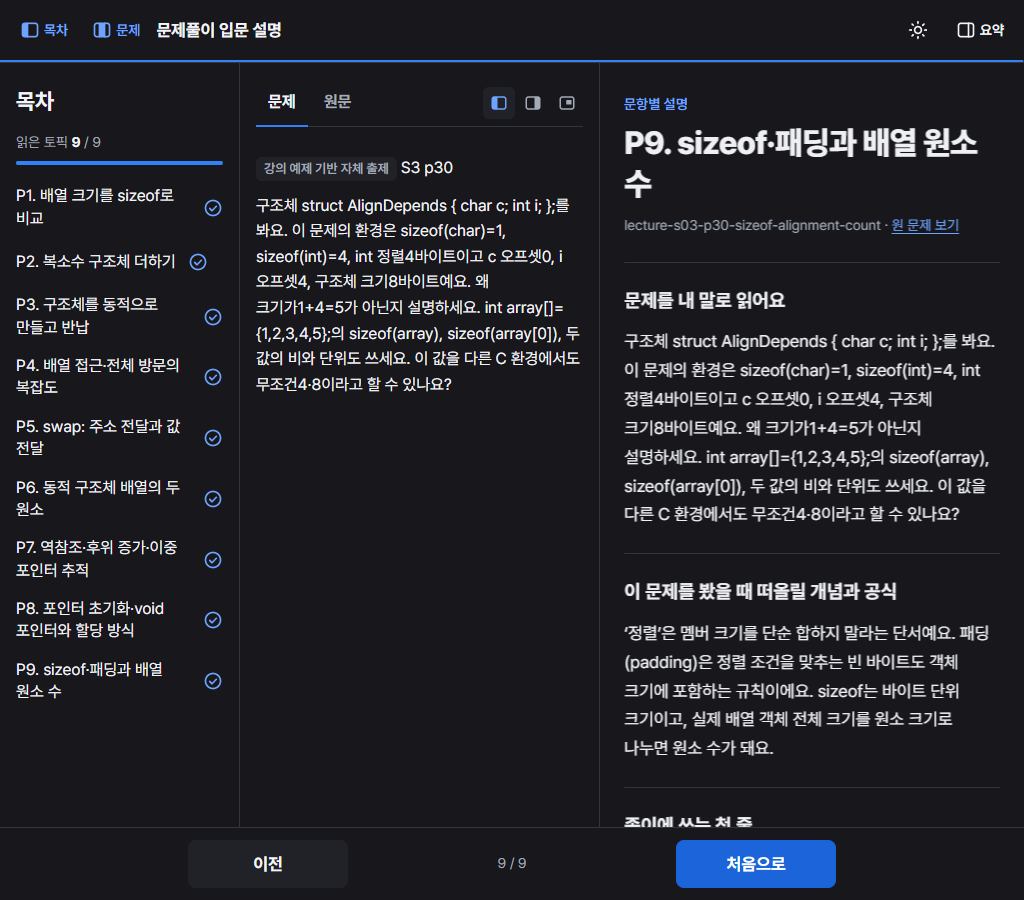 목차
문제
문제풀이 입문 설명
요약
목차
읽은 토픽 9 / 9
P1. 배열 크기를 sizeof로
비교
P2. 복소수 구조체 더하기
P3. 구조체를 동적으로
만들고 반납
P4. 배열 접근·전체 방문의
복잡도
P5. swap: 주소 전달과 값
전달
P6. 동적 구조체 배열의 두
원소
P7. 역참조·후위 증가·이중
포인터 추적
P8. 포인터 초기화·void
포인터와 할당 방식
P9. sizeof·패딩과 배열
원소 수
문제
원문
강의 예제 기반 자체 출제 S3 p30
구조체 struct AlignDepends { char c; int i; };를
봐요. 이 문제의 환경은 sizeof(char)=1,
sizeof(int)=4, int 정렬4바이트이고 c 오프셋0, i
오프셋4, 구조체 크기8바이트예요. 왜
크기가1+4=5가 아닌지 설명하세요. int array[]=
{1,2,3,4,5};의 sizeof(array), sizeof(array[0]), 두
값의 비와 단위도 쓰세요. 이 값을 다른 C 환경에서도
무조건4·8이라고 할 수 있나요?
문항별 설명
P9. sizeof·패딩과 배열 원소
수
lecture-s03-p30-sizeof-alignment-count · 원 문제 보기
문제를 내 말로 읽어요
구조체 struct AlignDepends { char c; int i; };를 봐요.
이 문제의 환경은 sizeof(char)=1, sizeof(int)=4, int
정렬4바이트이고 c 오프셋0, i 오프셋4, 구조체
크기8바이트예요. 왜 크기가1+4=5가 아닌지
설명하세요. int array[]={1,2,3,4,5};의 sizeof(array),
sizeof(array[0]), 두 값의 비와 단위도 쓰세요. 이 값을
다른 C 환경에서도 무조건4·8이라고 할 수 있나요?
이 문제를 봤을 때 떠올릴 개념과 공식
‘정렬’은 멤버 크기를 단순 합하지 말라는 단서예요. 패딩
(padding)은 정렬 조건을 맞추는 빈 바이트도 객체
크기에 포함하는 규칙이에요. sizeof는 바이트 단위
크기이고, 실제 배열 객체 전체 크기를 원소 크기로
나누면 원소 수가 돼요.
종이에 쓰는 첫 줄
이전
9 / 9
처음으로